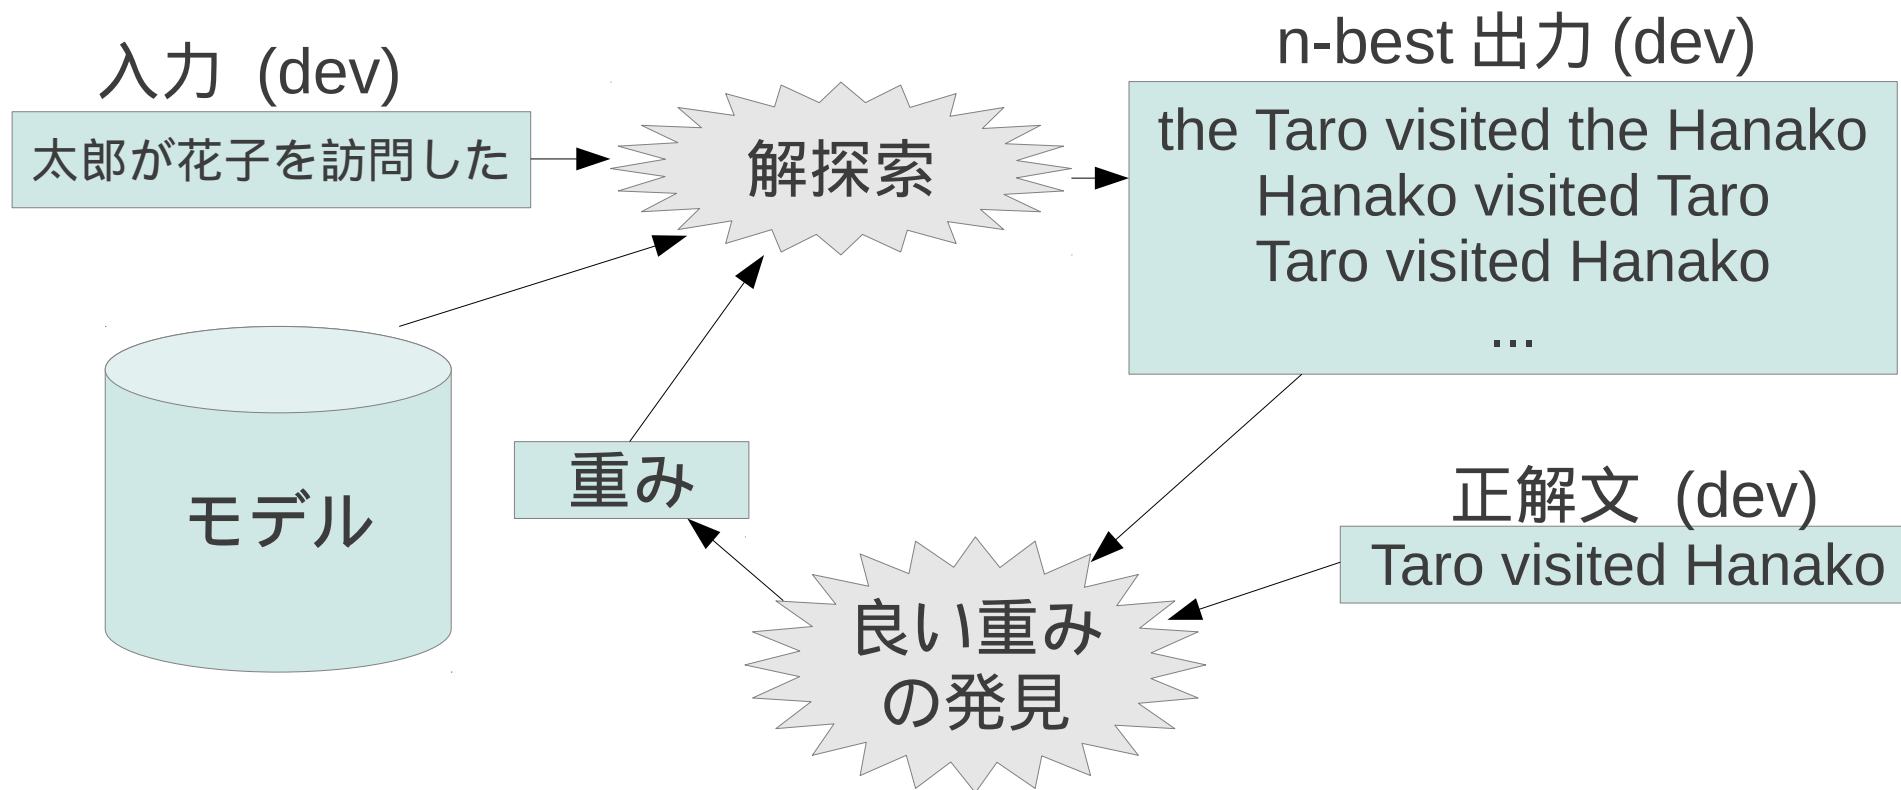 入力 (dev)
太郎が花子を訪問した
解探索
n-best 出力 (dev)
the Taro visited the Hanako
Hanako visited Taro
Taro visited Hanako
...
モデル
重み
正解文 (dev)
Taro visited Hanako
良い重み
の発見